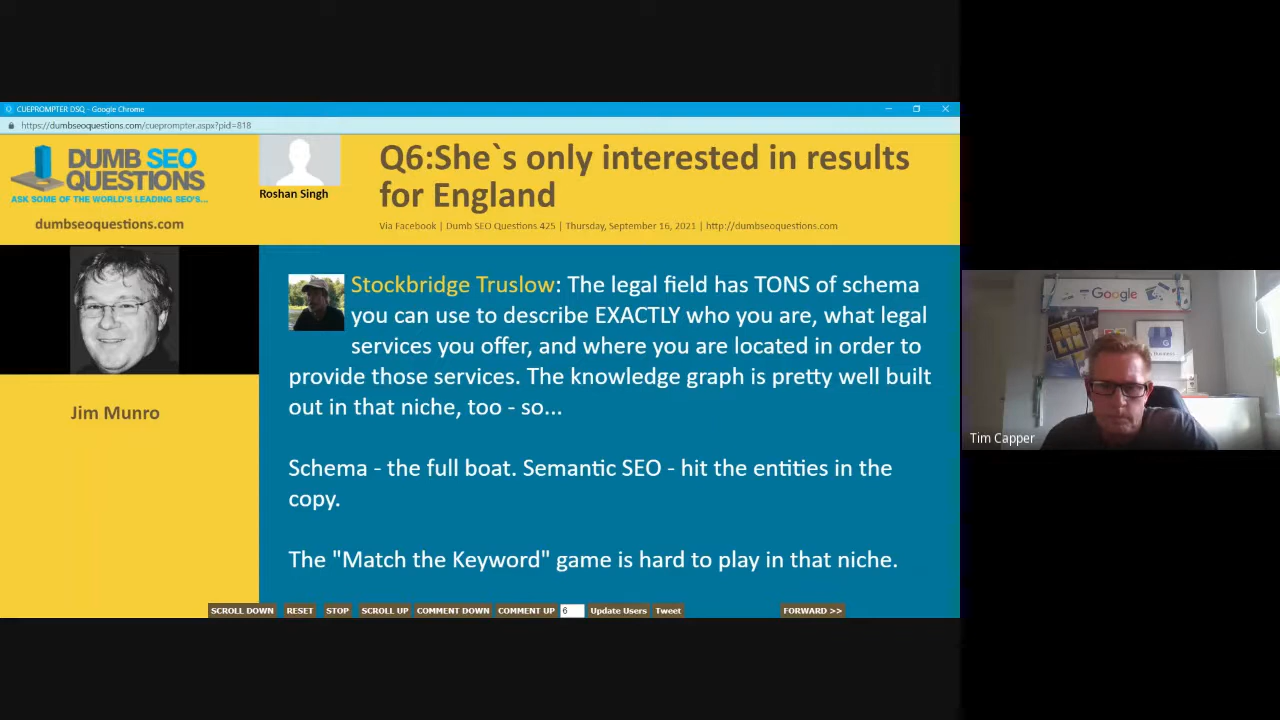 CUEPROMPTER DSQ - Google Chrome
https://dumbseoquestions.com/cueprompter.aspx?pid=818
DUMB SEO
QUESTIONS
ASK SOME OF THE WORLD'S LEADING SEO'S...
dumbseoquestions.com
Roshan Singh
Q6:She`s only interested in results
for England
Via Facebook | Dumb SEO Questions 425 | Thursday, September 16, 2021 | http://dumbseoquestions.com
Jim Munro
Stockbridge Truslow: The legal field has TONS of schema
you can use to describe EXACTLY who you are, what legal
services you offer, and where you are located in order to
provide those services. The knowledge graph is pretty well built
out in that niche, too - so...
Schema - the full boat. Semantic SEO - hit the entities in the
copy.
The "Match the Keyword" game is hard to play in that niche.
SCROLL DOWN RESET STOP SCROLL UP COMMENT DOWN COMMENT UP 6 Update Users Tweet FORWARD >>
Google
Tim Capper